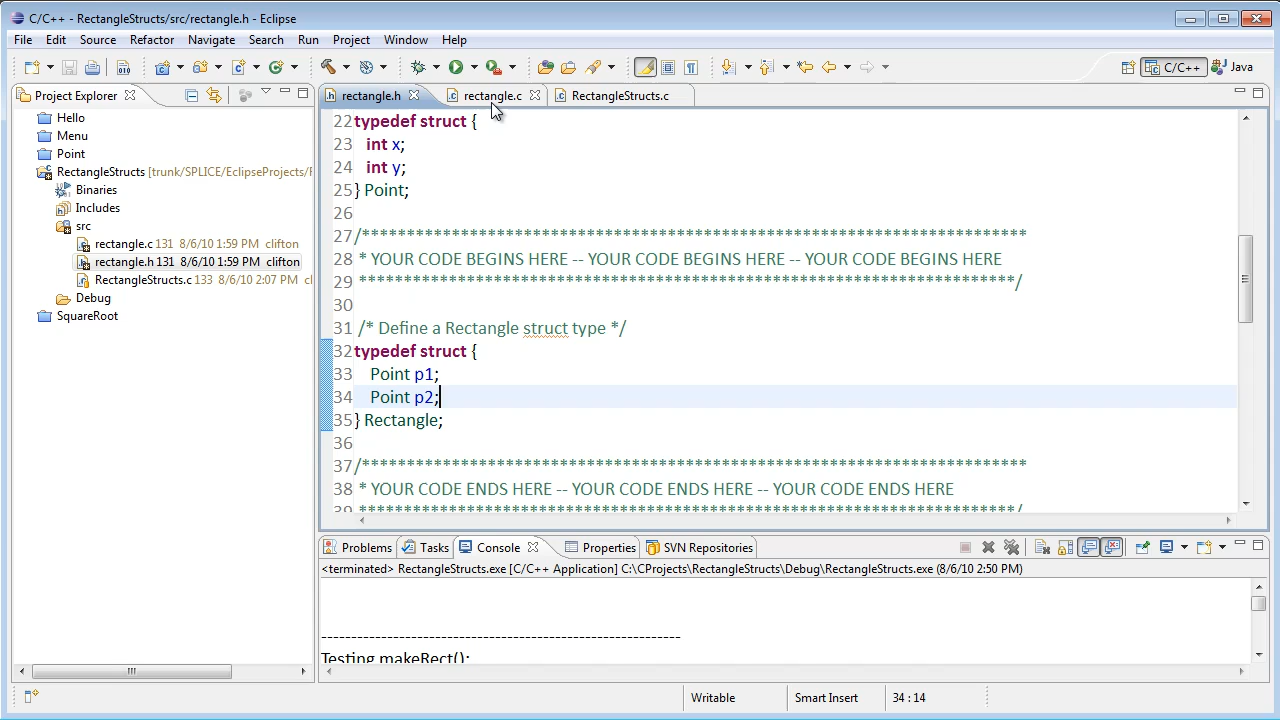 C/C++ - RectangleStructs/src/rectangle.h - Eclipse
File Edit Source Refactor Navigate Search Run Project Window Help
C/C++ Java
Project Explorer
rectangle.h rectangle.c RectangleStructs.c
Hello
Menu
Point
RectangleStructs [trunk/SPLICE/EclipseProjects/
Binaries
Includes
src
rectangle.c 131 8/6/10 1:59 PM clifton
rectangle.h 131 8/6/10 1:59 PM clifton
RectangleStructs.c 133 8/6/10 2:07 PM
Debug
SquareRoot
22 typedef struct {
23 int x;
24 int y;
25 } Point;
26
27 /**************************************************************************
28 * YOUR CODE BEGINS HERE -- YOUR CODE BEGINS HERE -- YOUR CODE BEGINS HERE
29 *************************************************************************/
30
31 /* Define a Rectangle struct type */
32 typedef struct {
33 Point p1;
34 Point p2;
35 } Rectangle;
36
37 /**************************************************************************
38 * YOUR CODE ENDS HERE -- YOUR CODE ENDS HERE -- YOUR CODE ENDS HERE
39 *************************************************************************/
Problems Tasks Console Properties SVN Repositories
<terminated> RectangleStructs.exe [C/C++ Application] C:\CProjects\RectangleStructs\Debug\RectangleStructs.exe (8/6/10 2:50 PM)
------------------------------------------------------------
Testing makeRect():
Writable Smart Insert 34 : 14